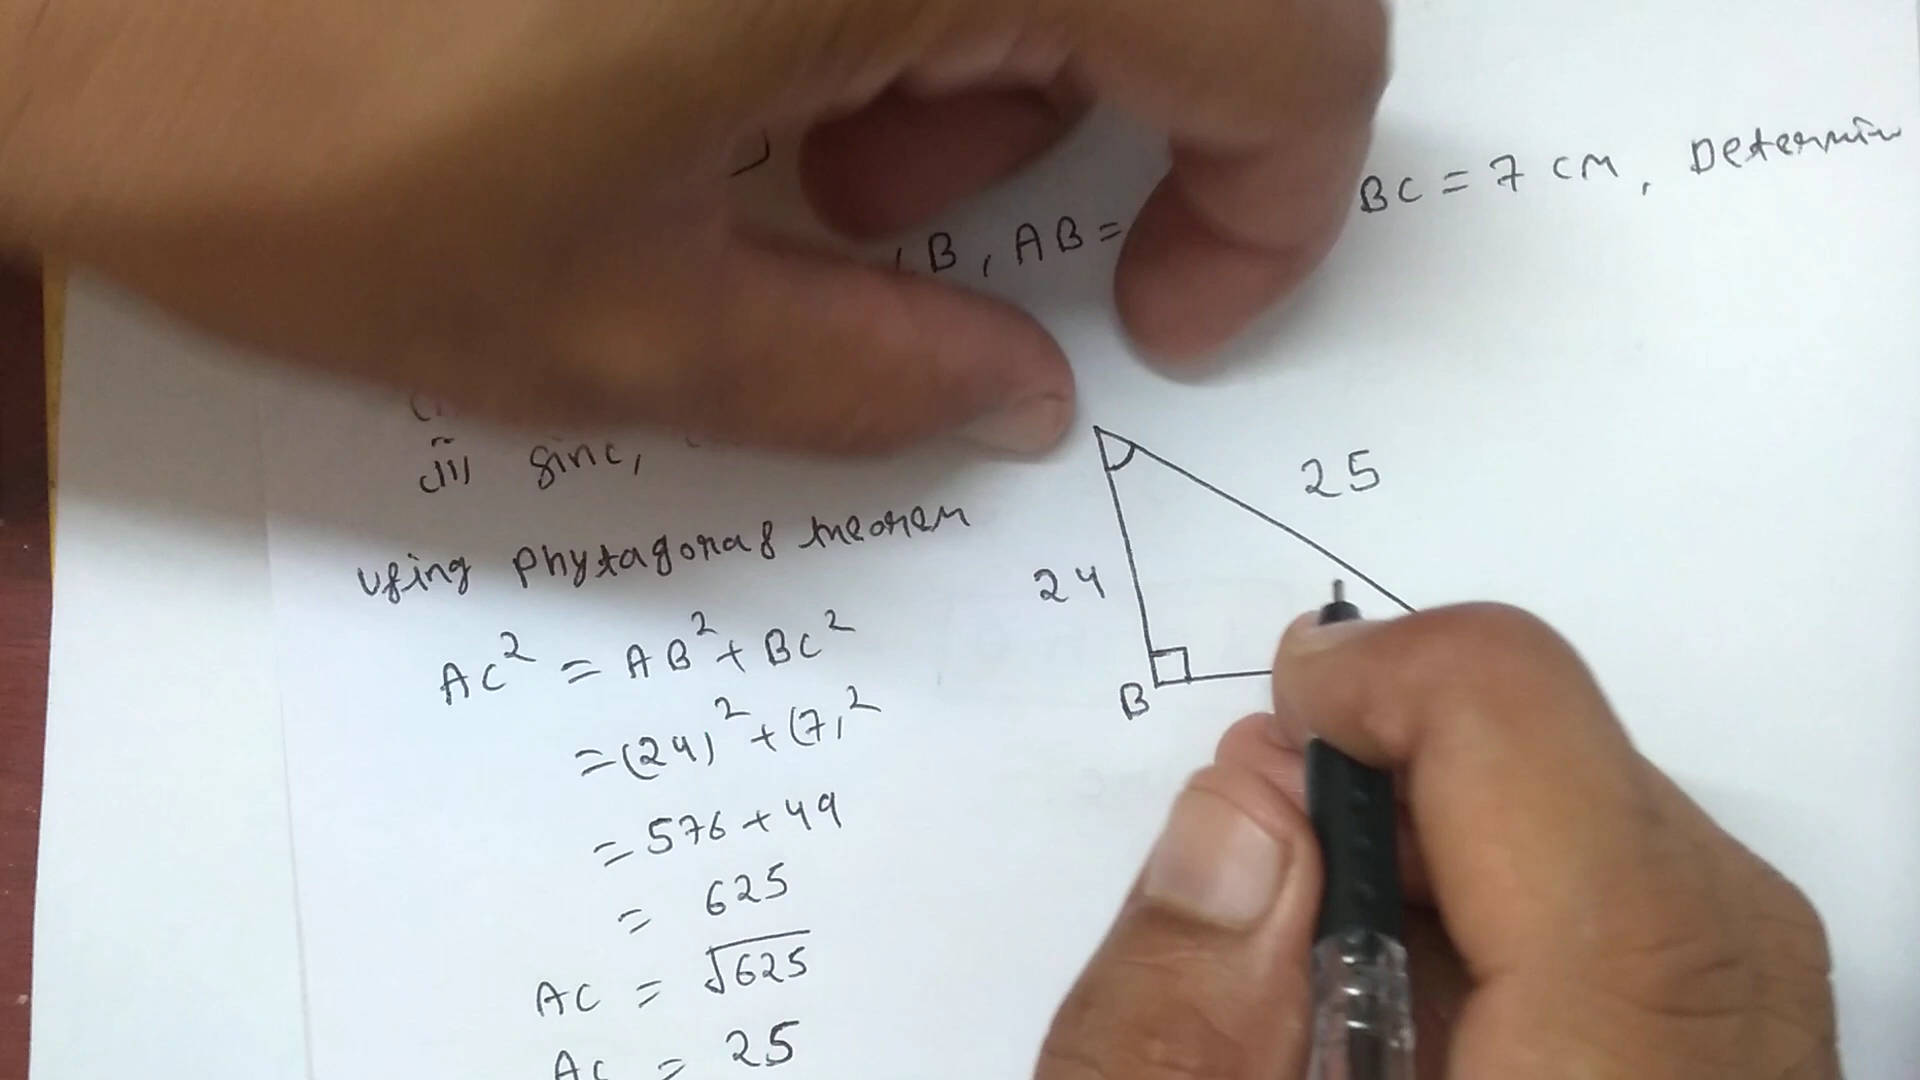 B, AB = BC = 7 CM, Determin
(iii) sinc,
Using Phytagoras theorem
AC² = AB² + BC²
= (24)² + (7)²
= 576 + 49
= 625
AC = √625
AC = 25
25
24
B